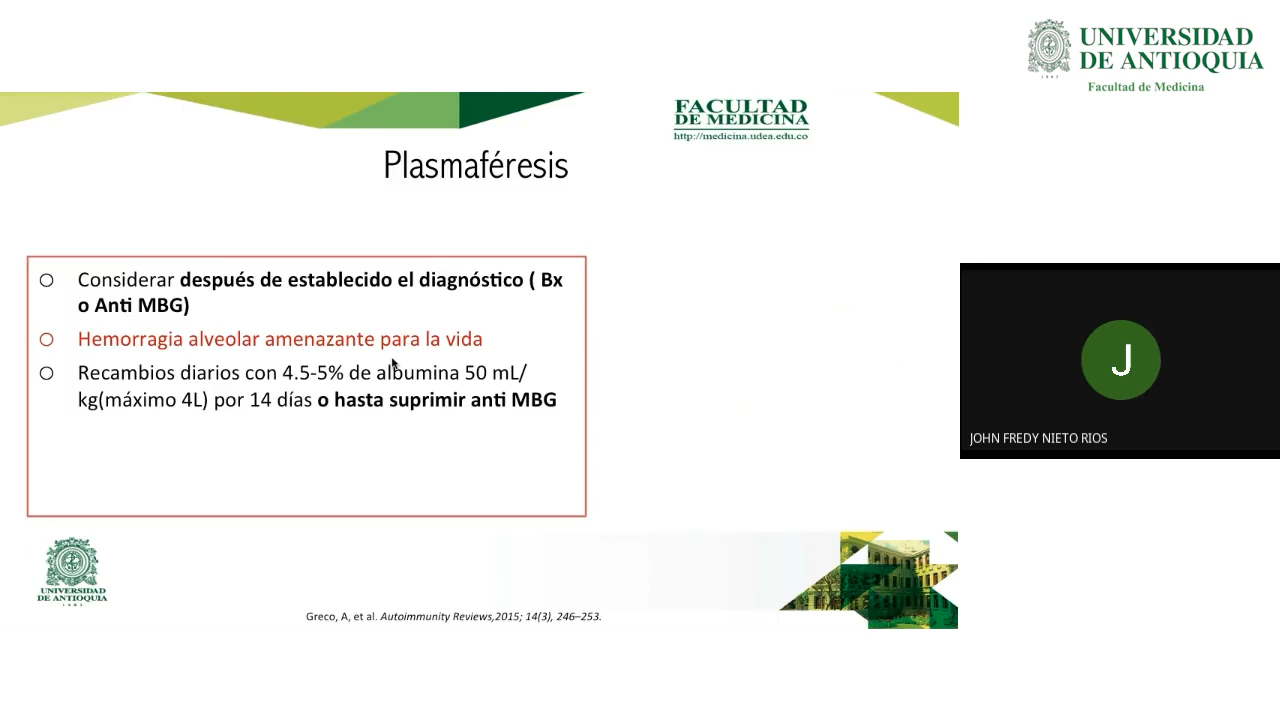 UNIVERSIDAD
DE ANTIOQUIA
1803
Facultad de Medicina
FACULTAD
DE MEDICINA
http://medicina.udea.edu.co
Plasmaféresis
Considerar después de establecido el diagnóstico ( Bx
o Anti MBG)
Hemorragia alveolar amenazante para la vida
Recambios diarios con 4.5-5% de albumina 50 mL/
kg(máximo 4L) por 14 días o hasta suprimir anti MBG
J
JOHN FREDY NIETO RIOS
UNIVERSIDAD
DE ANTIOQUIA
1803
Greco, A, et al. Autoimmunity Reviews,2015; 14(3), 246–253.